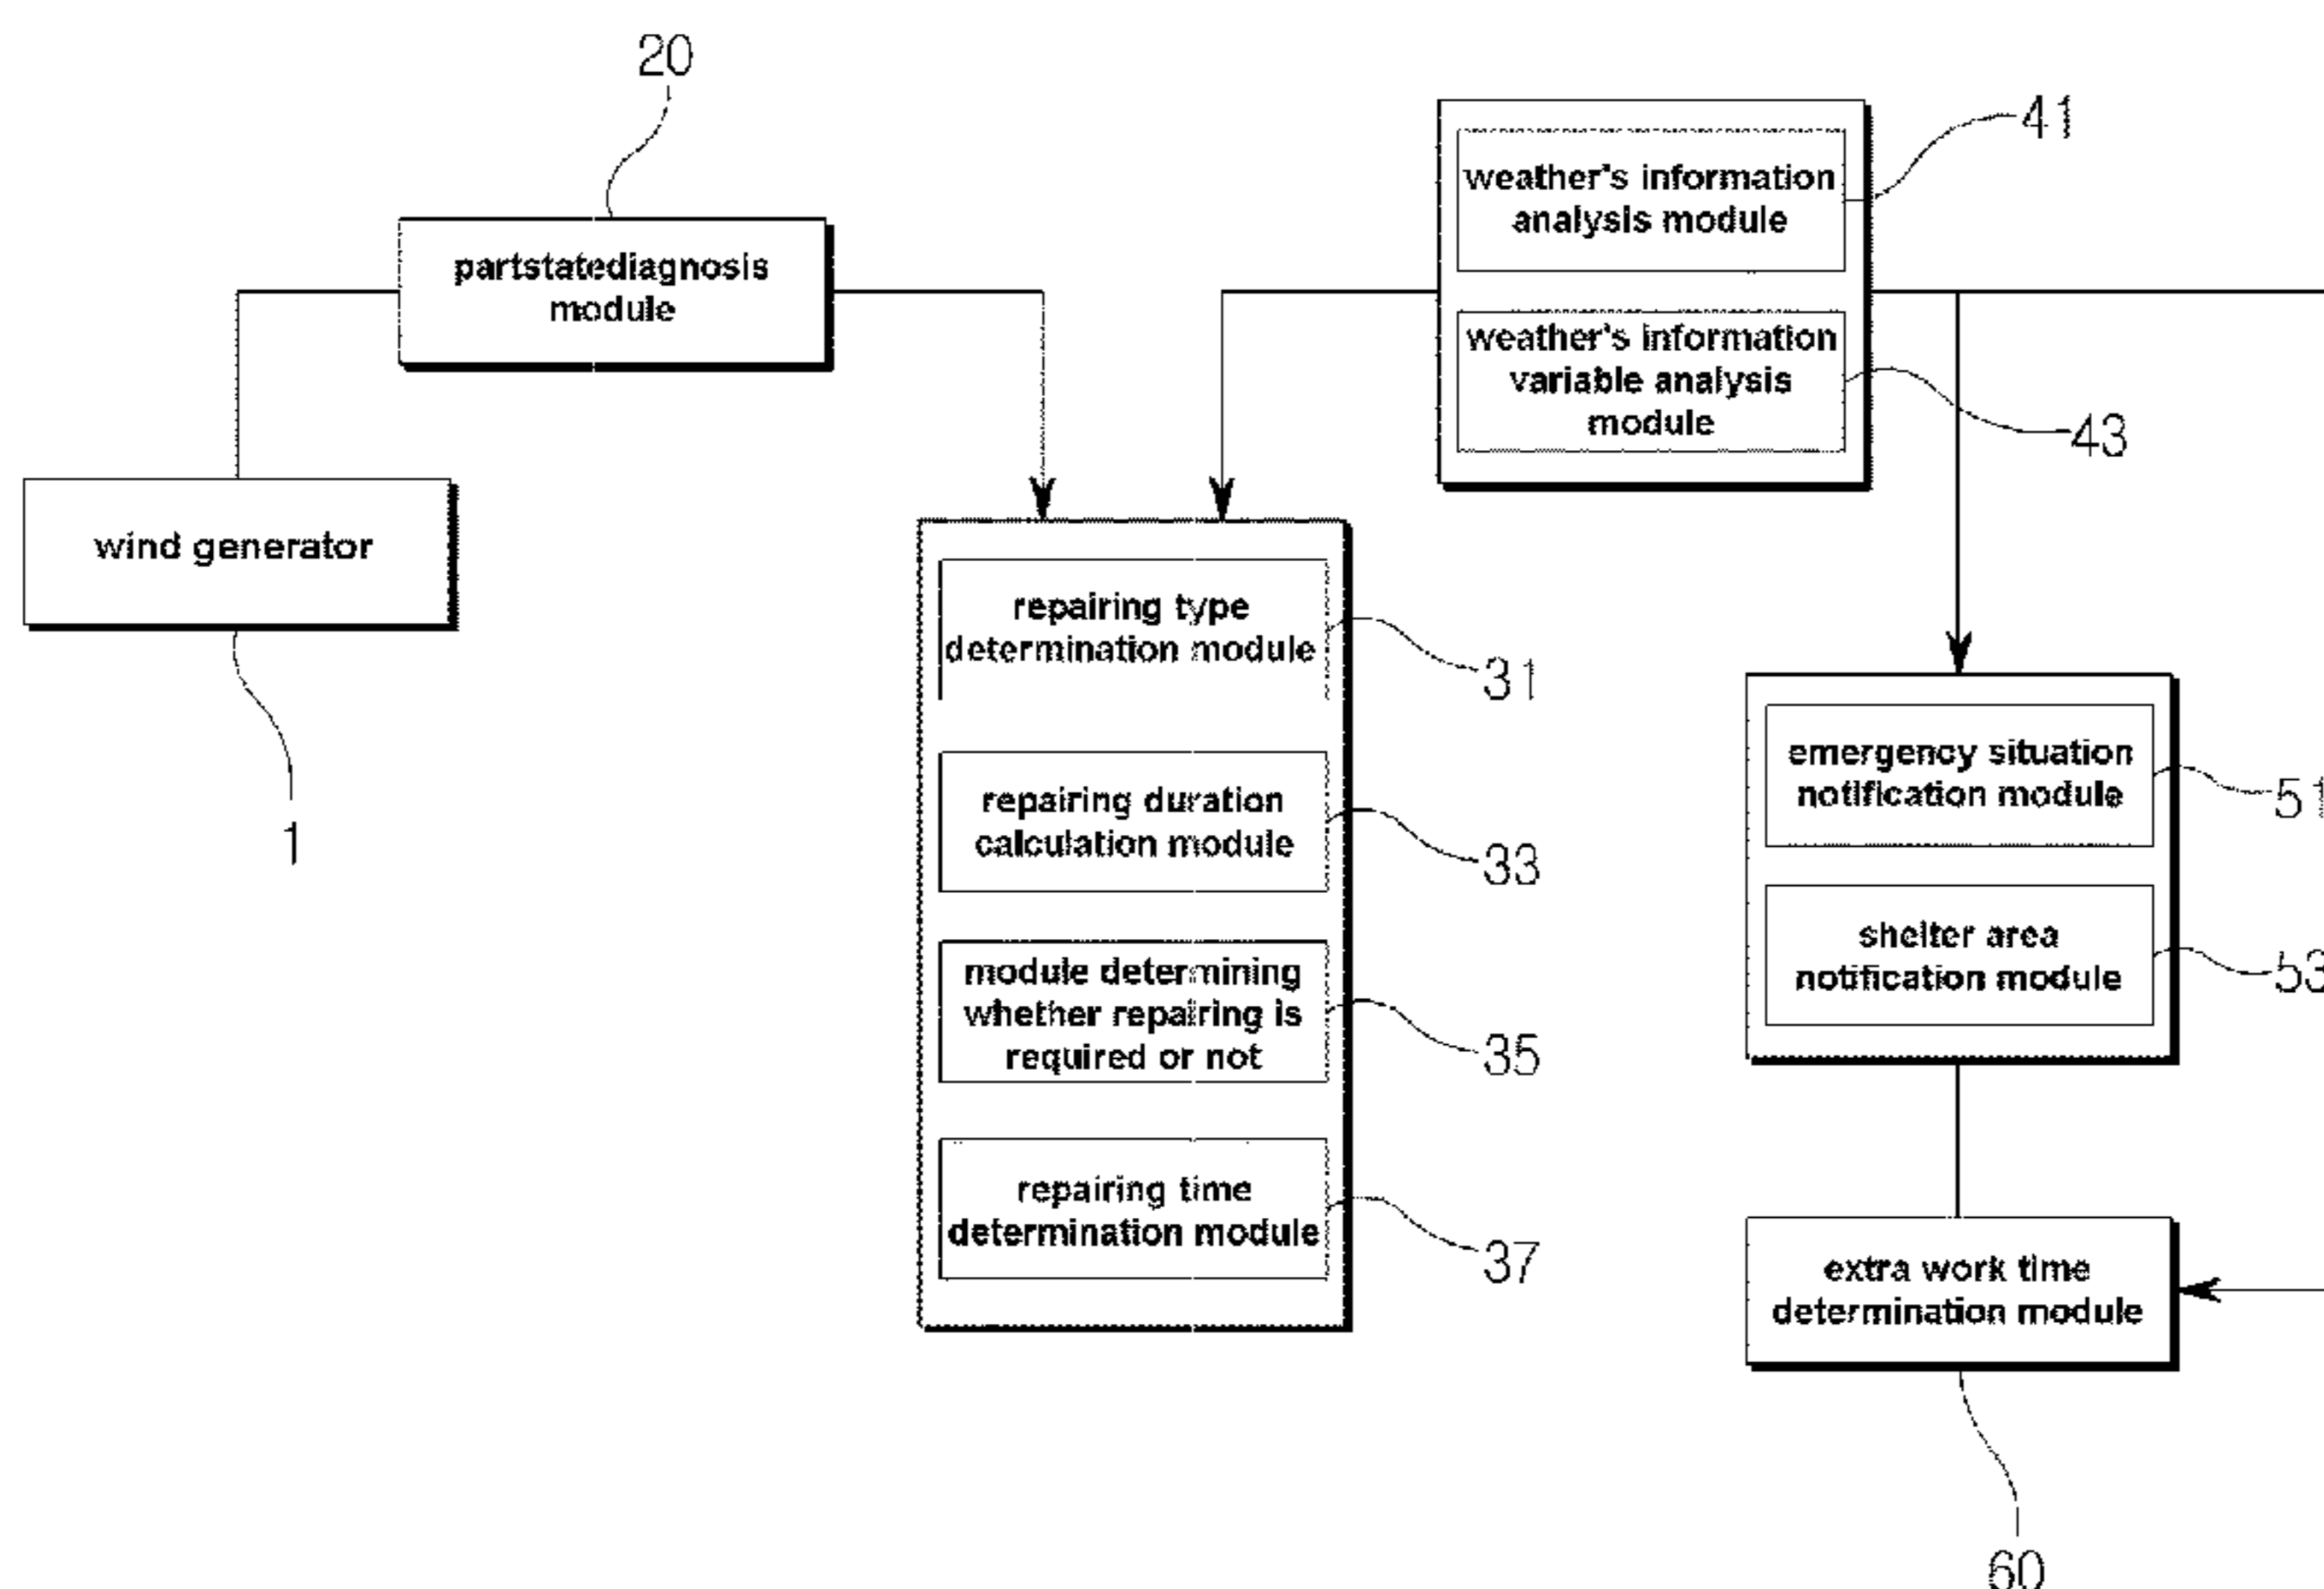 20
41
weather's information
analysis module
partstatediagnosis
module
weather's information
variable analysis
module
43
wind generator
1
repairing type
determination module
31
repairing duration
calculation module
33
module determining
whether repairing is
required or not
35
repairing time
determination module
37
emergency situation
notification module
51
shelter area
notification module
53
extra work time
determination module
60